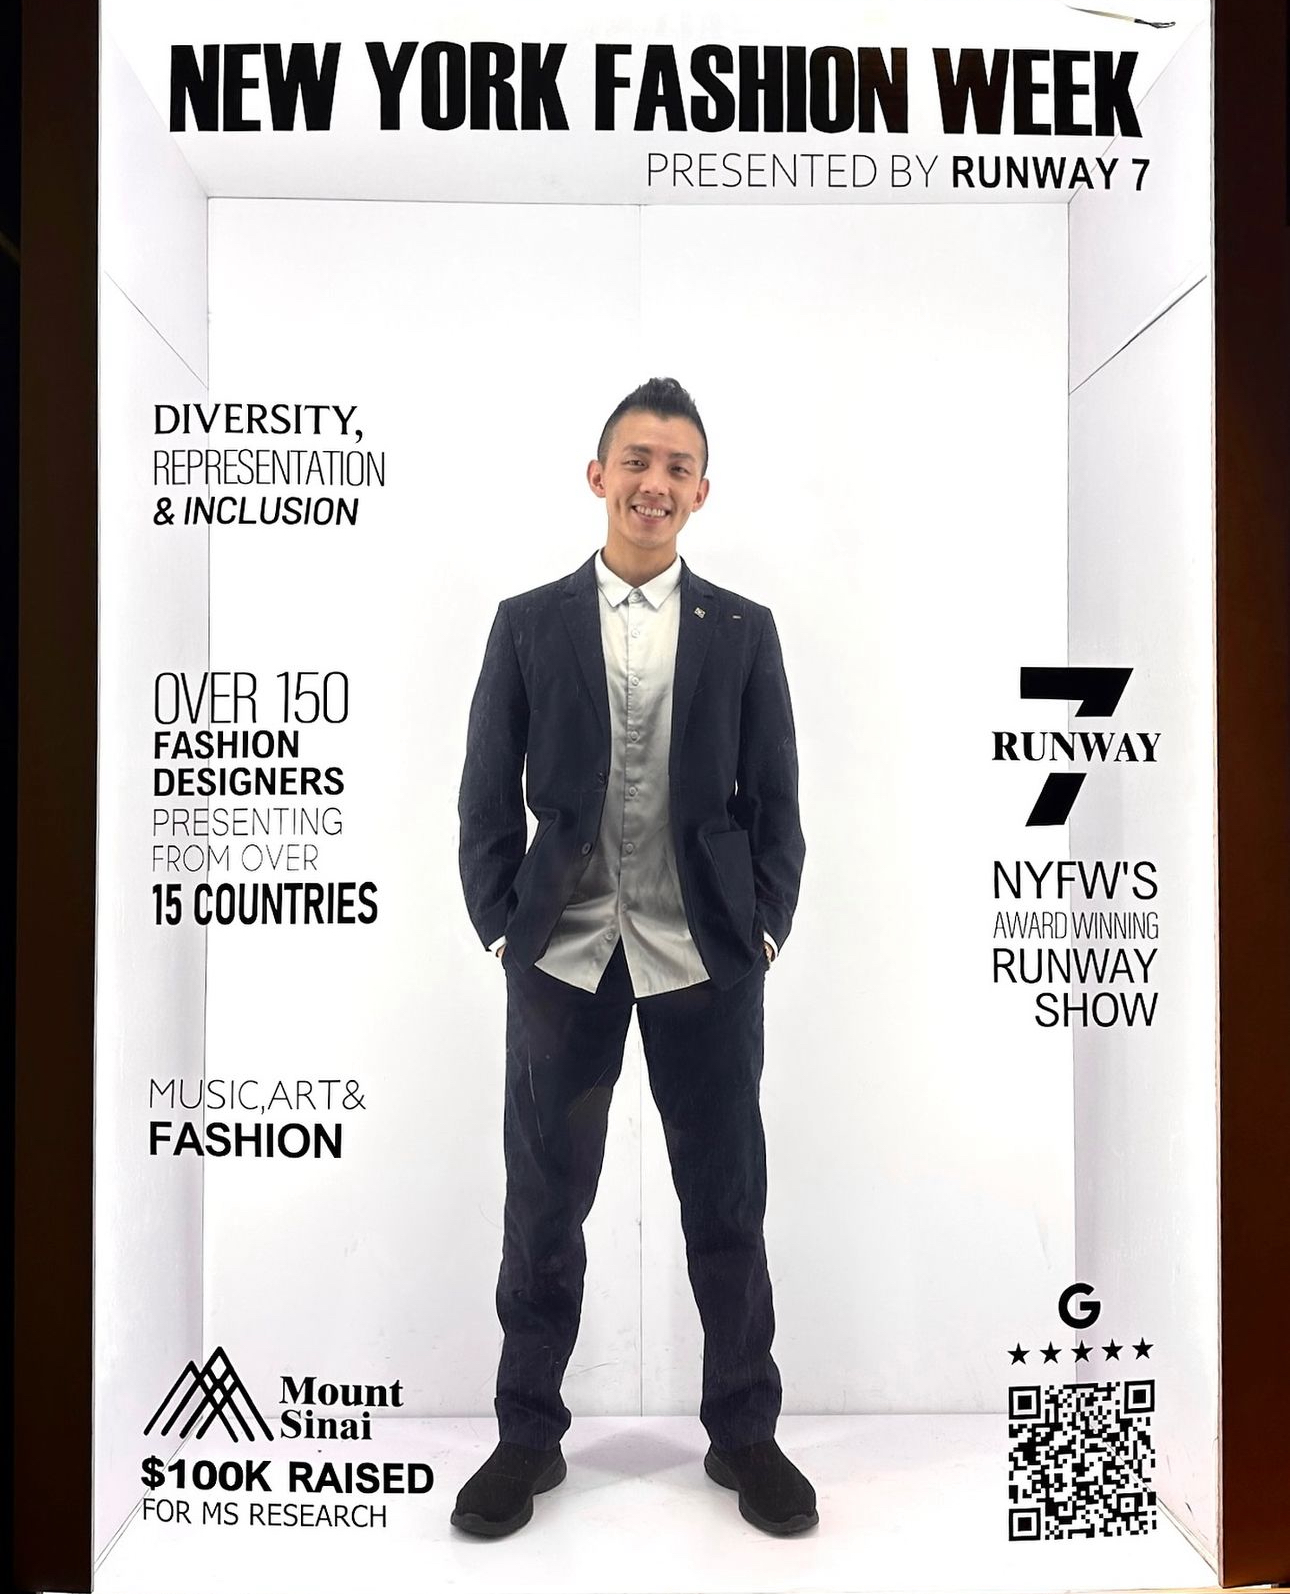 NEW YORK FASHION WEEK
PRESENTED BY RUNWAY 7
DIVERSITY,
REPRESENTATION
& INCLUSION
OVER 150
FASHION
DESIGNERS
PRESENTING
FROM OVER
15 COUNTRIES
MUSIC,ART&
FASHION
Mount
Sinai
$100K RAISED
FOR MS RESEARCH
7
RUNWAY
NYFW'S
AWARD WINNING
RUNWAY
SHOW
G